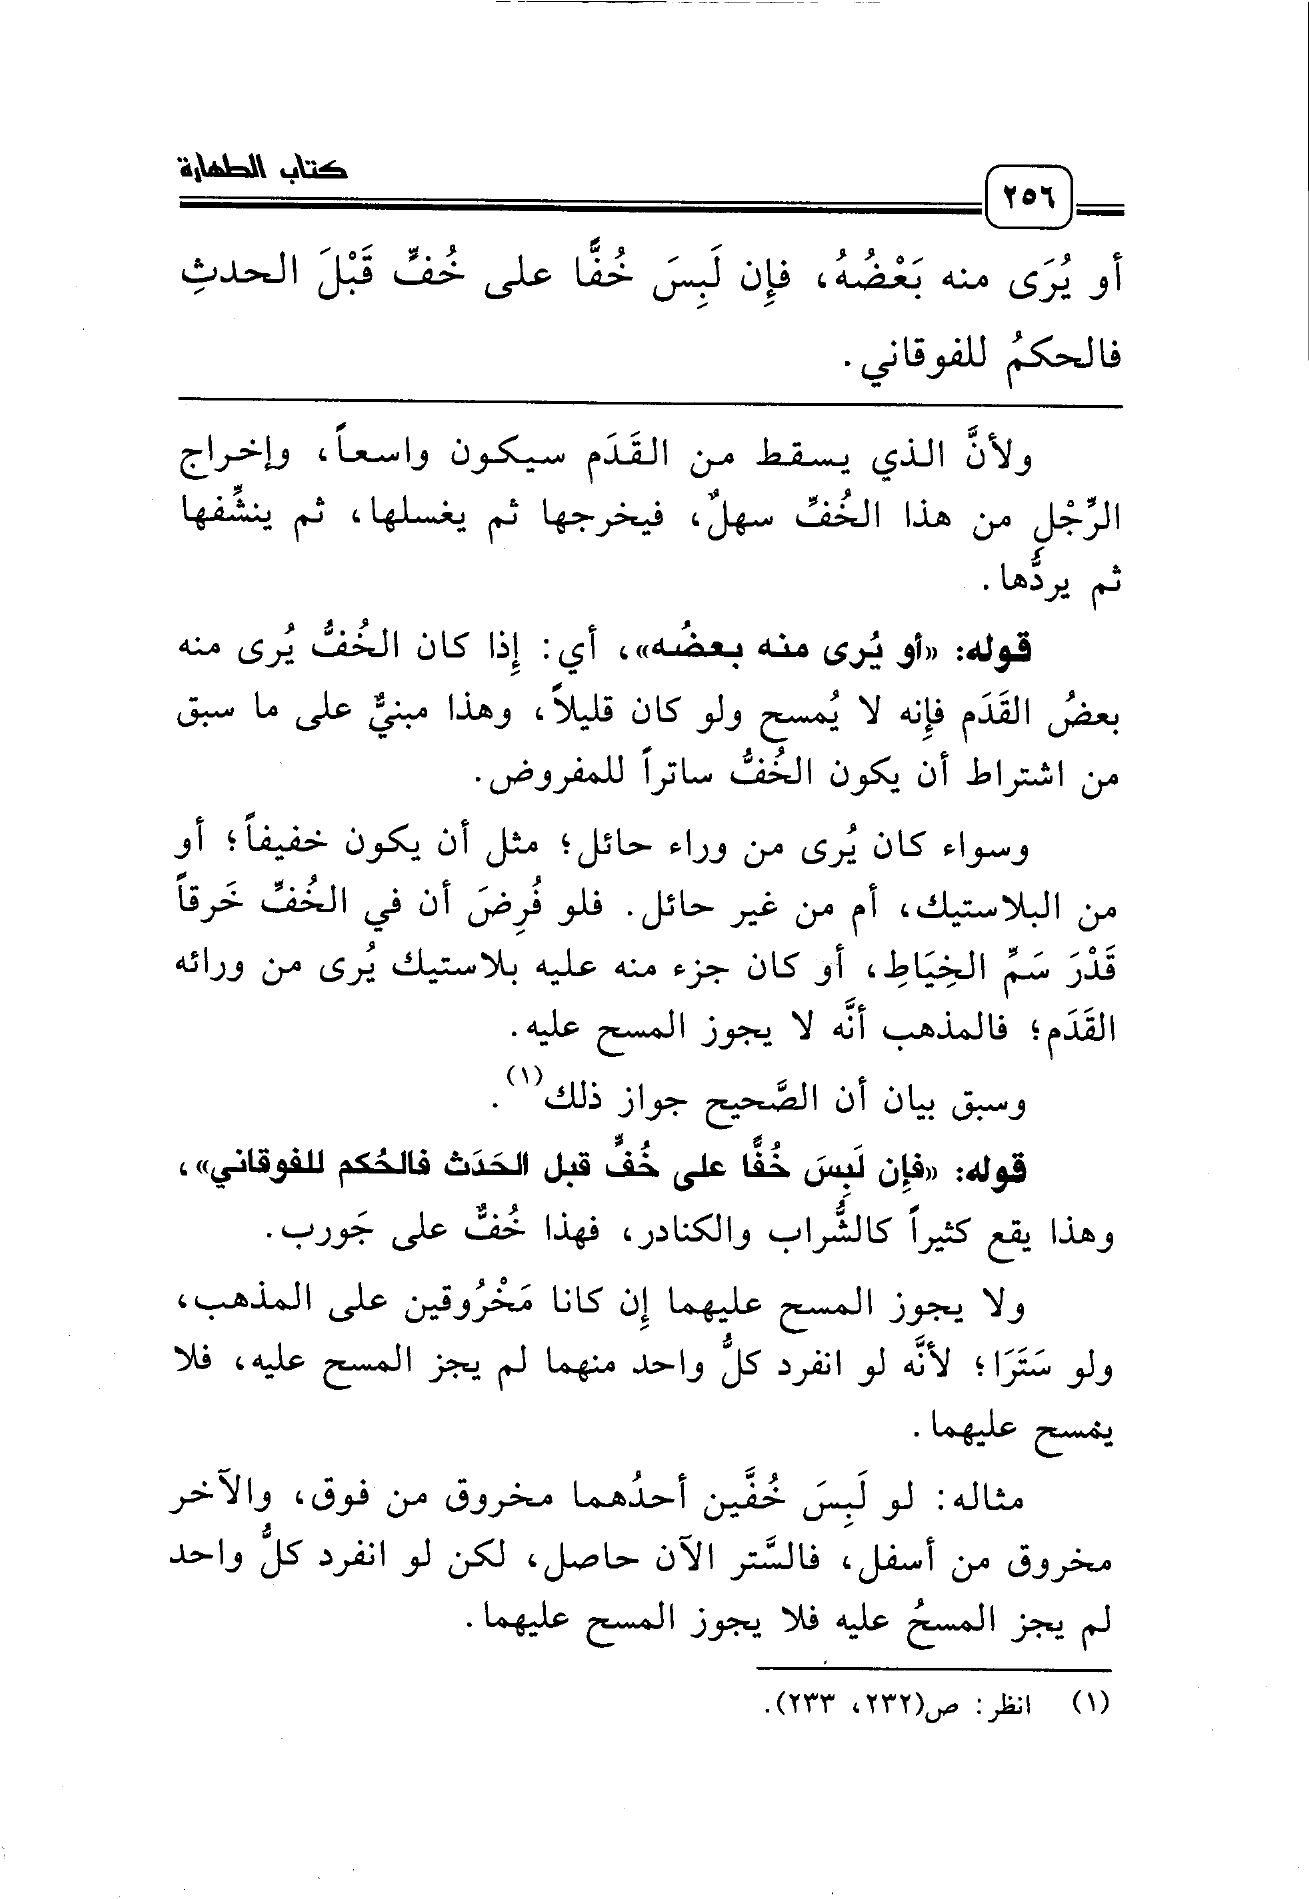 كتاب الطهارة
٢٥٦
أو يُرَى منه بَعْضُهُ، فإِن لَبِسَ خُفًّا على خُفٍّ قَبْلَ الحدثِ
فالحكمُ للفوقاني.
ولأنَّ الذي يسقط من القَدَم سيكون واسعاً، وإخراج
الرِّجْلِ من هذا الخُفِّ سهلٌ، فيخرجها ثم يغسلها، ثم ينشِّفها
ثم يردُّها.
قوله: «أو يُرى منه بعضُه»، أي: إِذا كان الخُفُّ يُرى منه
بعضُ القَدَم فإِنه لا يُمسح ولو كان قليلاً، وهذا مبنيٌّ على ما سبق
من اشتراط أن يكون الخُفُّ ساتراً للمفروض.
وسواء كان يُرى من وراء حائل؛ مثل أن يكون خفيفاً؛ أو
من البلاستيك، أم من غير حائل. فلو فُرِضَ أن في الخُفِّ خَرقاً
قَدْرَ سَمِّ الخِيَاطِ، أو كان جزء منه عليه بلاستيك يُرى من ورائه
القَدَم؛ فالمذهب أنَّه لا يجوز المسح عليه.
وسبق بيان أن الصَّحيح جواز ذلك(١).
قوله: «فإِن لَبِسَ خُفًّا على خُفٍّ قبل الحَدَث فالحُكم للفوقاني»،
وهذا يقع كثيراً كالشُّراب والكنادر، فهذا خُفٌّ على جَورب.
ولا يجوز المسح عليهما إِن كانا مَخْرُوقين على المذهب،
ولو سَتَرَا؛ لأنَّه لو انفرد كلُّ واحد منهما لم يجز المسح عليه، فلا
يمسح عليهما.
مثاله: لو لَبِسَ خُفَّين أحدُهما مخروق من فوق، والآخر
مخروق من أسفل، فالسَّتر الآن حاصل، لكن لو انفرد كلُّ واحد
لم يجز المسحُ عليه فلا يجوز المسح عليهما.
(١) انظر: ص(٢٣٢، ٢٣٣).